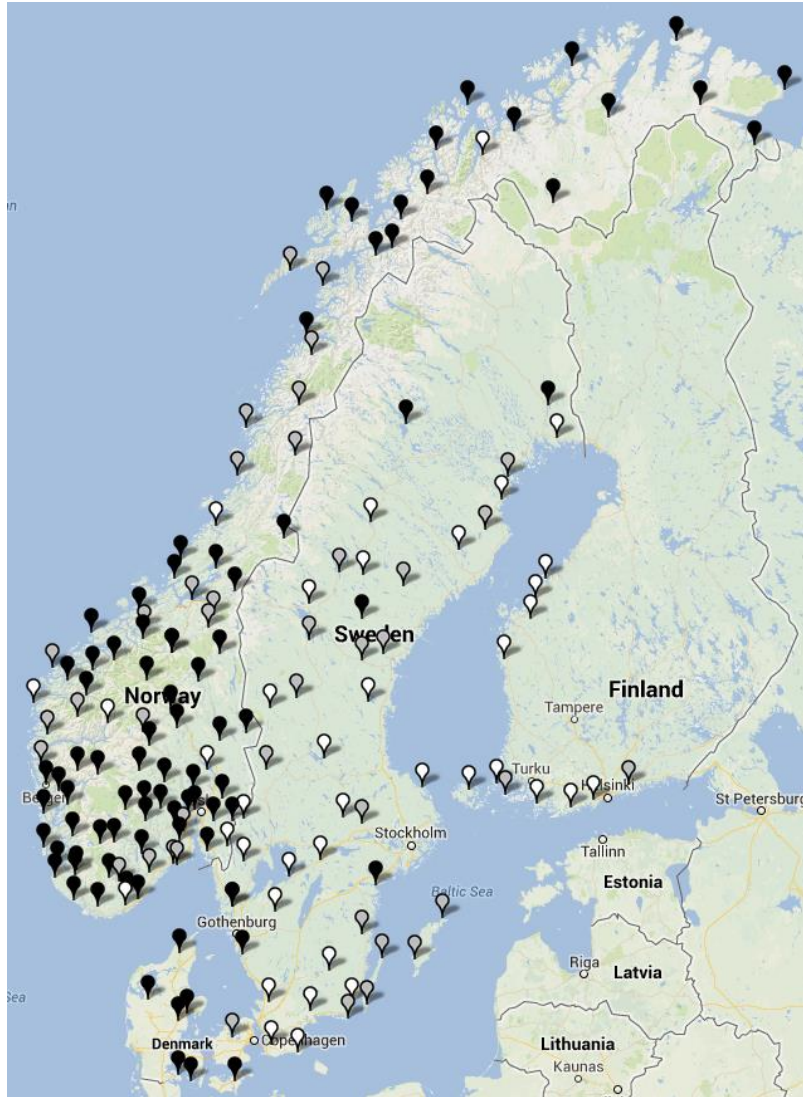 Sweden
Norway
Finland
Tampere
Turku
Helsinki
St Petersburg
Stockholm
Tallinn
Estonia
Baltic Sea
Gothenburg
Riga
Latvia
Sea
Denmark
Copenhagen
Lithuania
Kaunas